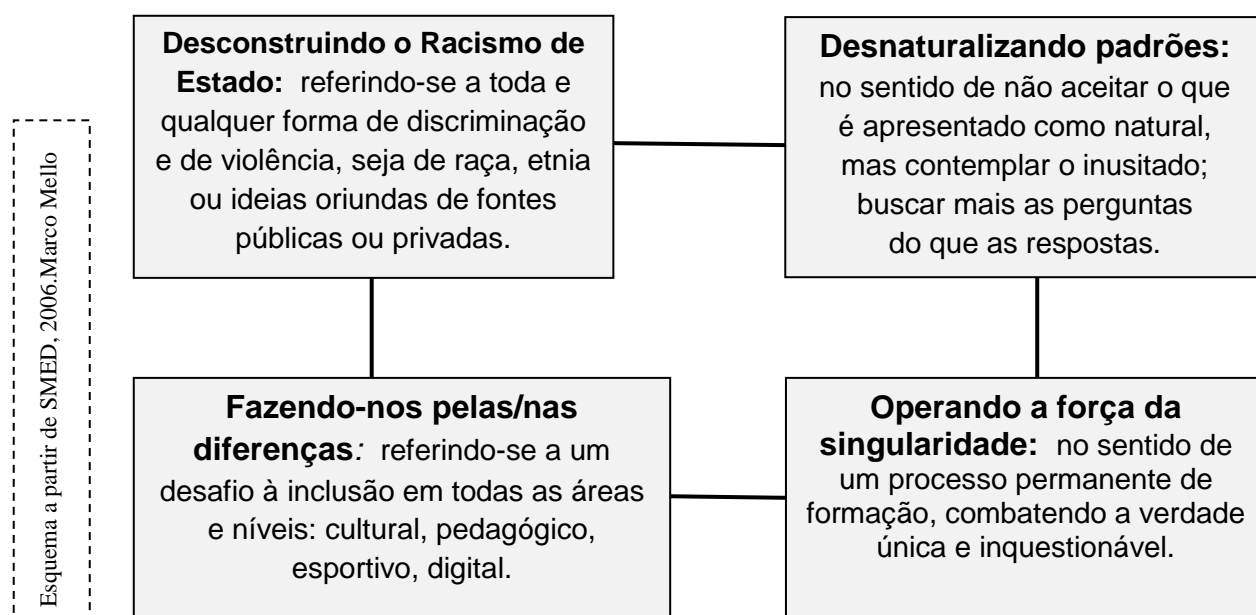 Desconstruindo o Racismo de
Estado: referindo-se a toda e
qualquer forma de discriminação
e de violência, seja de raça, etnia
ou ideias oriundas de fontes
públicas ou privadas.
Desnaturalizando padrões:
no sentido de não aceitar o que
é apresentado como natural,
mas contemplar o inusitado;
buscar mais as perguntas
do que as respostas.
Fazendo-nos pelas/nas
diferenças: referindo-se a um
desafio à inclusão em todas as áreas
e níveis: cultural, pedagógico,
esportivo, digital.
Operando a força da
singularidade: no sentido de
um processo permanente de
formação, combatendo a verdade
única e inquestionável.
Esquema a partir de SMED, 2006.Marco Mello